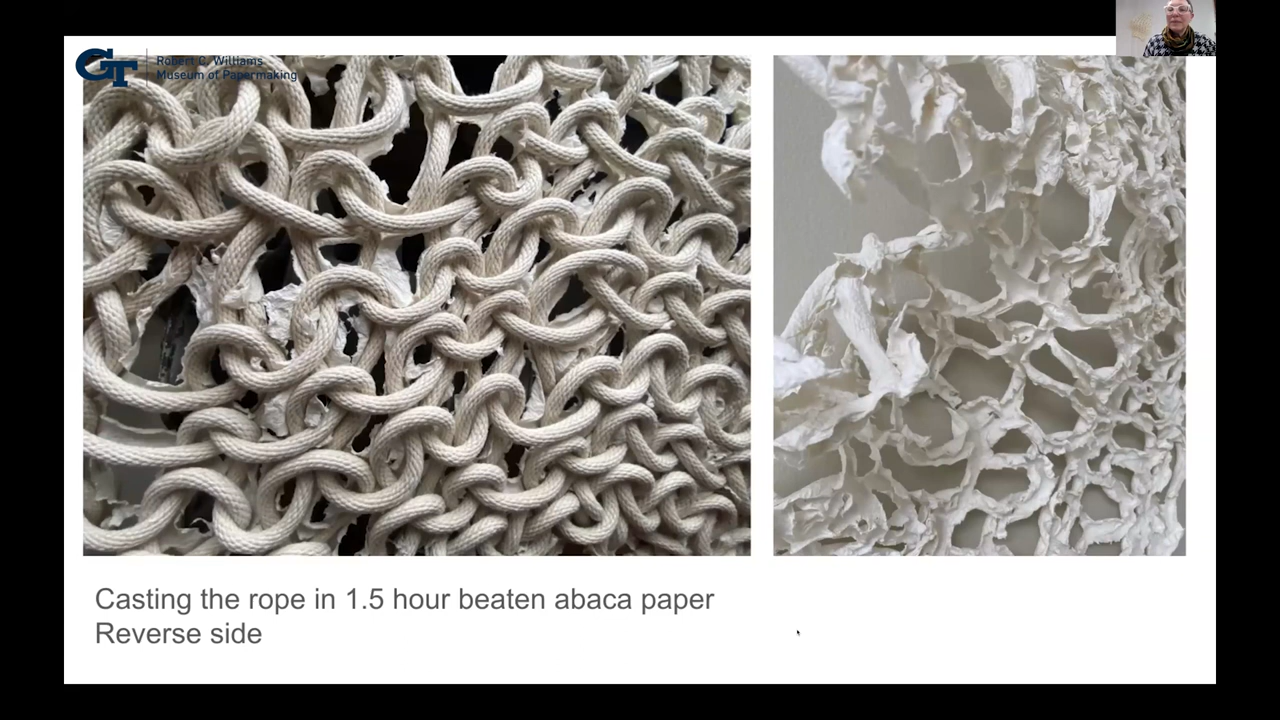 GT
Robert C. Williams
Museum of Papermaking
Casting the rope in 1.5 hour beaten abaca paper
Reverse side